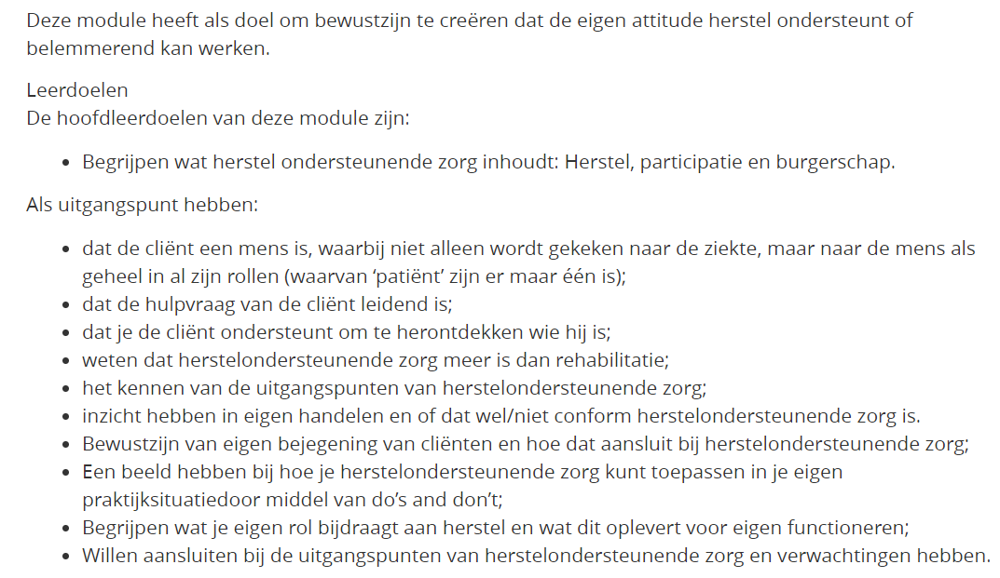 Deze module heeft als doel om bewustzijn te creëren dat de eigen attitude herstel ondersteunt of
belemmerend kan werken.
Leerdoelen
De hoofdleerdoelen van deze module zijn:
• Begrijpen wat herstel ondersteunende zorg inhoudt: Herstel, participatie en burgerschap.
Als uitgangspunt hebben:
• dat de cliënt een mens is, waarbij niet alleen wordt gekeken naar de ziekte, maar naar de mens als
geheel in al zijn rollen (waarvan ‘patiënt’ zijn er maar één is);
• dat de hulpvraag van de cliënt leidend is;
• dat je de cliënt ondersteunt om te herontdekken wie hij is;
• weten dat herstelondersteunende zorg meer is dan rehabilitatie;
• het kennen van de uitgangspunten van herstelondersteunende zorg;
• inzicht hebben in eigen handelen en of dat wel/niet conform herstelondersteunende zorg is.
• Bewustzijn van eigen bejegening van cliënten en hoe dat aansluit bij herstelondersteunende zorg;
• Een beeld hebben bij hoe je herstelondersteunende zorg kunt toepassen in je eigen
praktijksituatiedoor middel van do’s and don’t;
• Begrijpen wat je eigen rol bijdraagt aan herstel en wat dit oplevert voor eigen functioneren;
• Willen aansluiten bij de uitgangspunten van herstelondersteunende zorg en verwachtingen hebben.